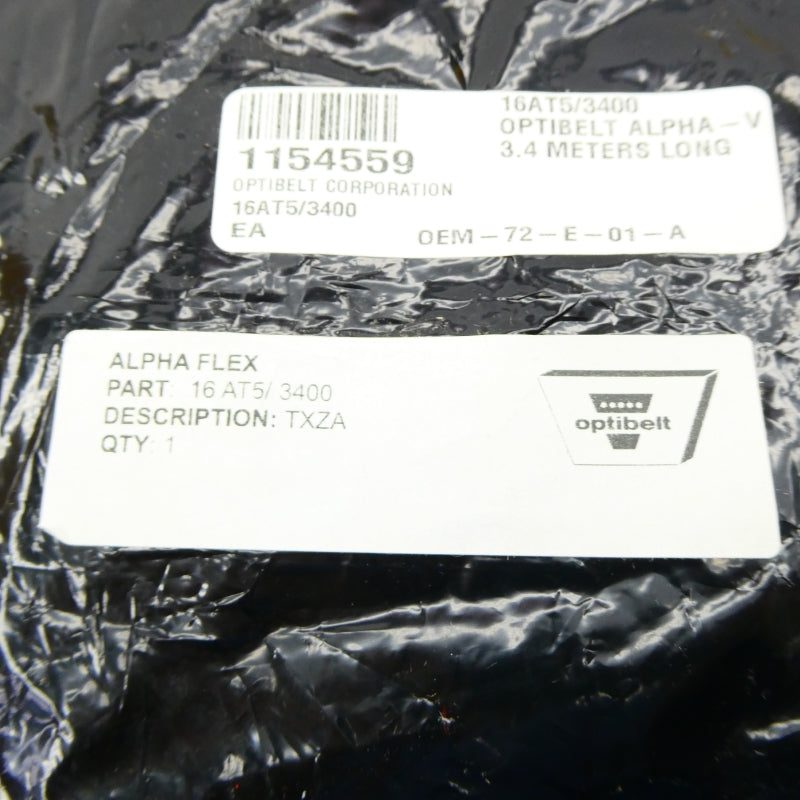 1154559
OPTIBELT CORPORATION
16AT5/3400
EA
16AT5/3400
OPTIBELT ALPHA-V
3.4 METERS LONG
OEM-72-E-01-A
ALPHA FLEX
PART: 16 AT5/ 3400
DESCRIPTION: TXZA
QTY: 1
optibelt